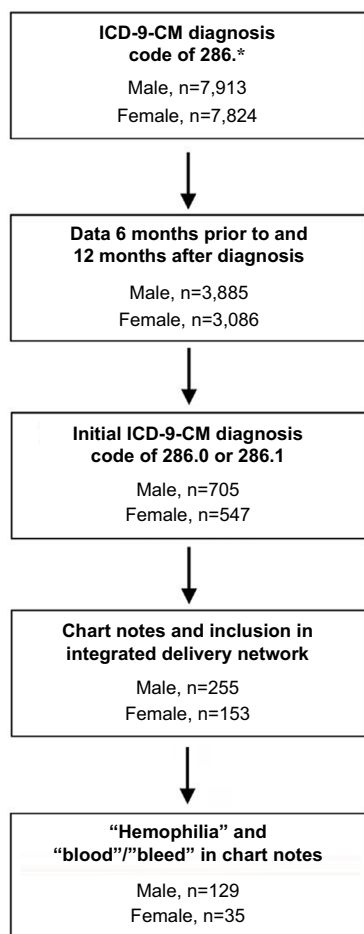 ICD-9-CM diagnosis
code of 286.*
Male, n=7,913
Female, n=7,824
Data 6 months prior to and
12 months after diagnosis
Male, n=3,885
Female, n=3,086
Initial ICD-9-CM diagnosis
code of 286.0 or 286.1
Male, n=705
Female, n=547
Chart notes and inclusion in
integrated delivery network
Male, n=255
Female, n=153
“Hemophilia” and
“blood”/”bleed” in chart notes
Male, n=129
Female, n=35